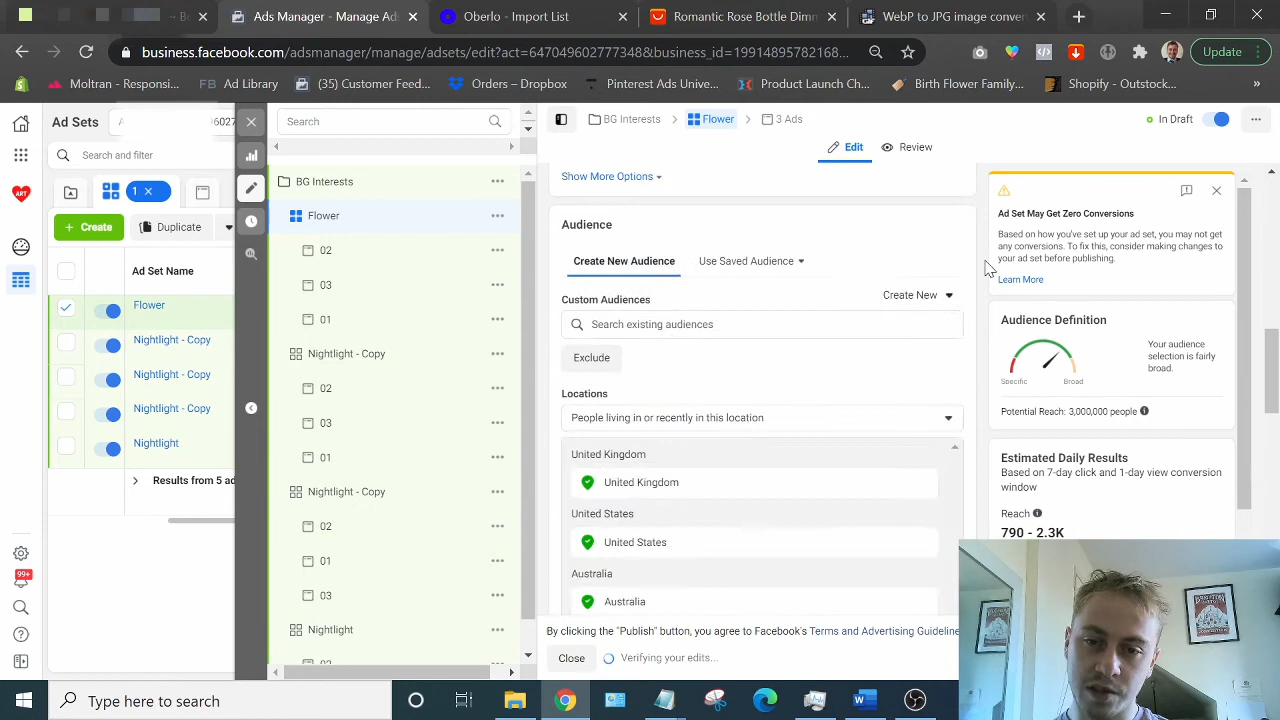 Ads Manager - Manage Ads
Oberlo - Import List
Romantic Rose Bottle Dimn
WebP to JPG image conver
business.facebook.com/adsmanager/manage/adsets/edit?act=647049602777348&business_id=19914895782168...
Update
Moltran - Responsi...
FB Ad Library
(35) Customer Feed...
Orders – Dropbox
Pinterest Ads Univ...
Product Launch Ch...
Birth Flower Family...
Shopify - Outstock...
Ad Sets
Search and filter
1
Create
Duplicate
Ad Set Name
Flower
Nightlight - Copy
Nightlight - Copy
Nightlight - Copy
Nightlight
Results from 5 ad
99+
Search
BG Interests
Flower
02
03
01
Nightlight - Copy
02
03
01
Nightlight - Copy
02
01
03
Nightlight
BG Interests
Flower
3 Ads
In Draft
Edit
Review
Show More Options
Audience
Create New Audience
Use Saved Audience
Custom Audiences
Create New
Search existing audiences
Exclude
Locations
People living in or recently in this location
United Kingdom
United Kingdom
United States
United States
Australia
Australia
By clicking the "Publish" button, you agree to Facebook's Terms and Advertising Guideline
Close
Verifying your edits...
Ad Set May Get Zero Conversions
Based on how you've set up your ad set, you may not get
any conversions. To fix this, consider making changes to
your ad set before publishing.
Learn More
Audience Definition
Your audience
selection is fairly
broad.
Specific
Broad
Potential Reach: 3,000,000 people
Estimated Daily Results
Based on 7-day click and 1-day view conversion
window
Reach
790 - 2.3K
Type here to search